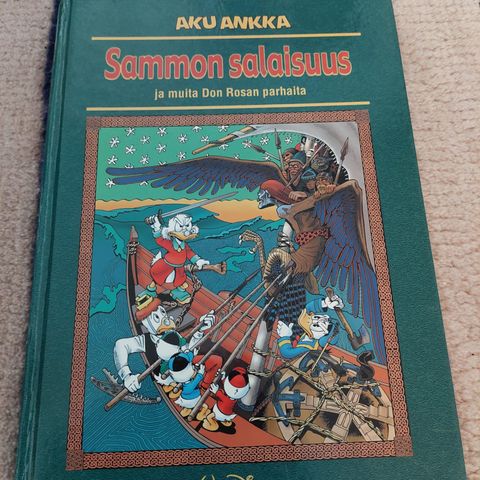 AKU ANKKA
Sammon salaisuus
ja muita Don Rosan parhaita